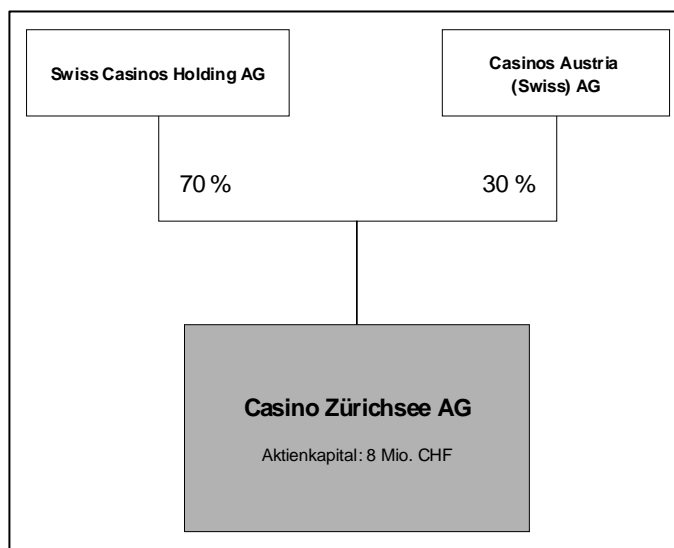 Swiss Casinos Holding AG
Casinos Austria
(Swiss) AG
70 %
30 %
Casino Zürichsee AG
Aktienkapital: 8 Mio. CHF